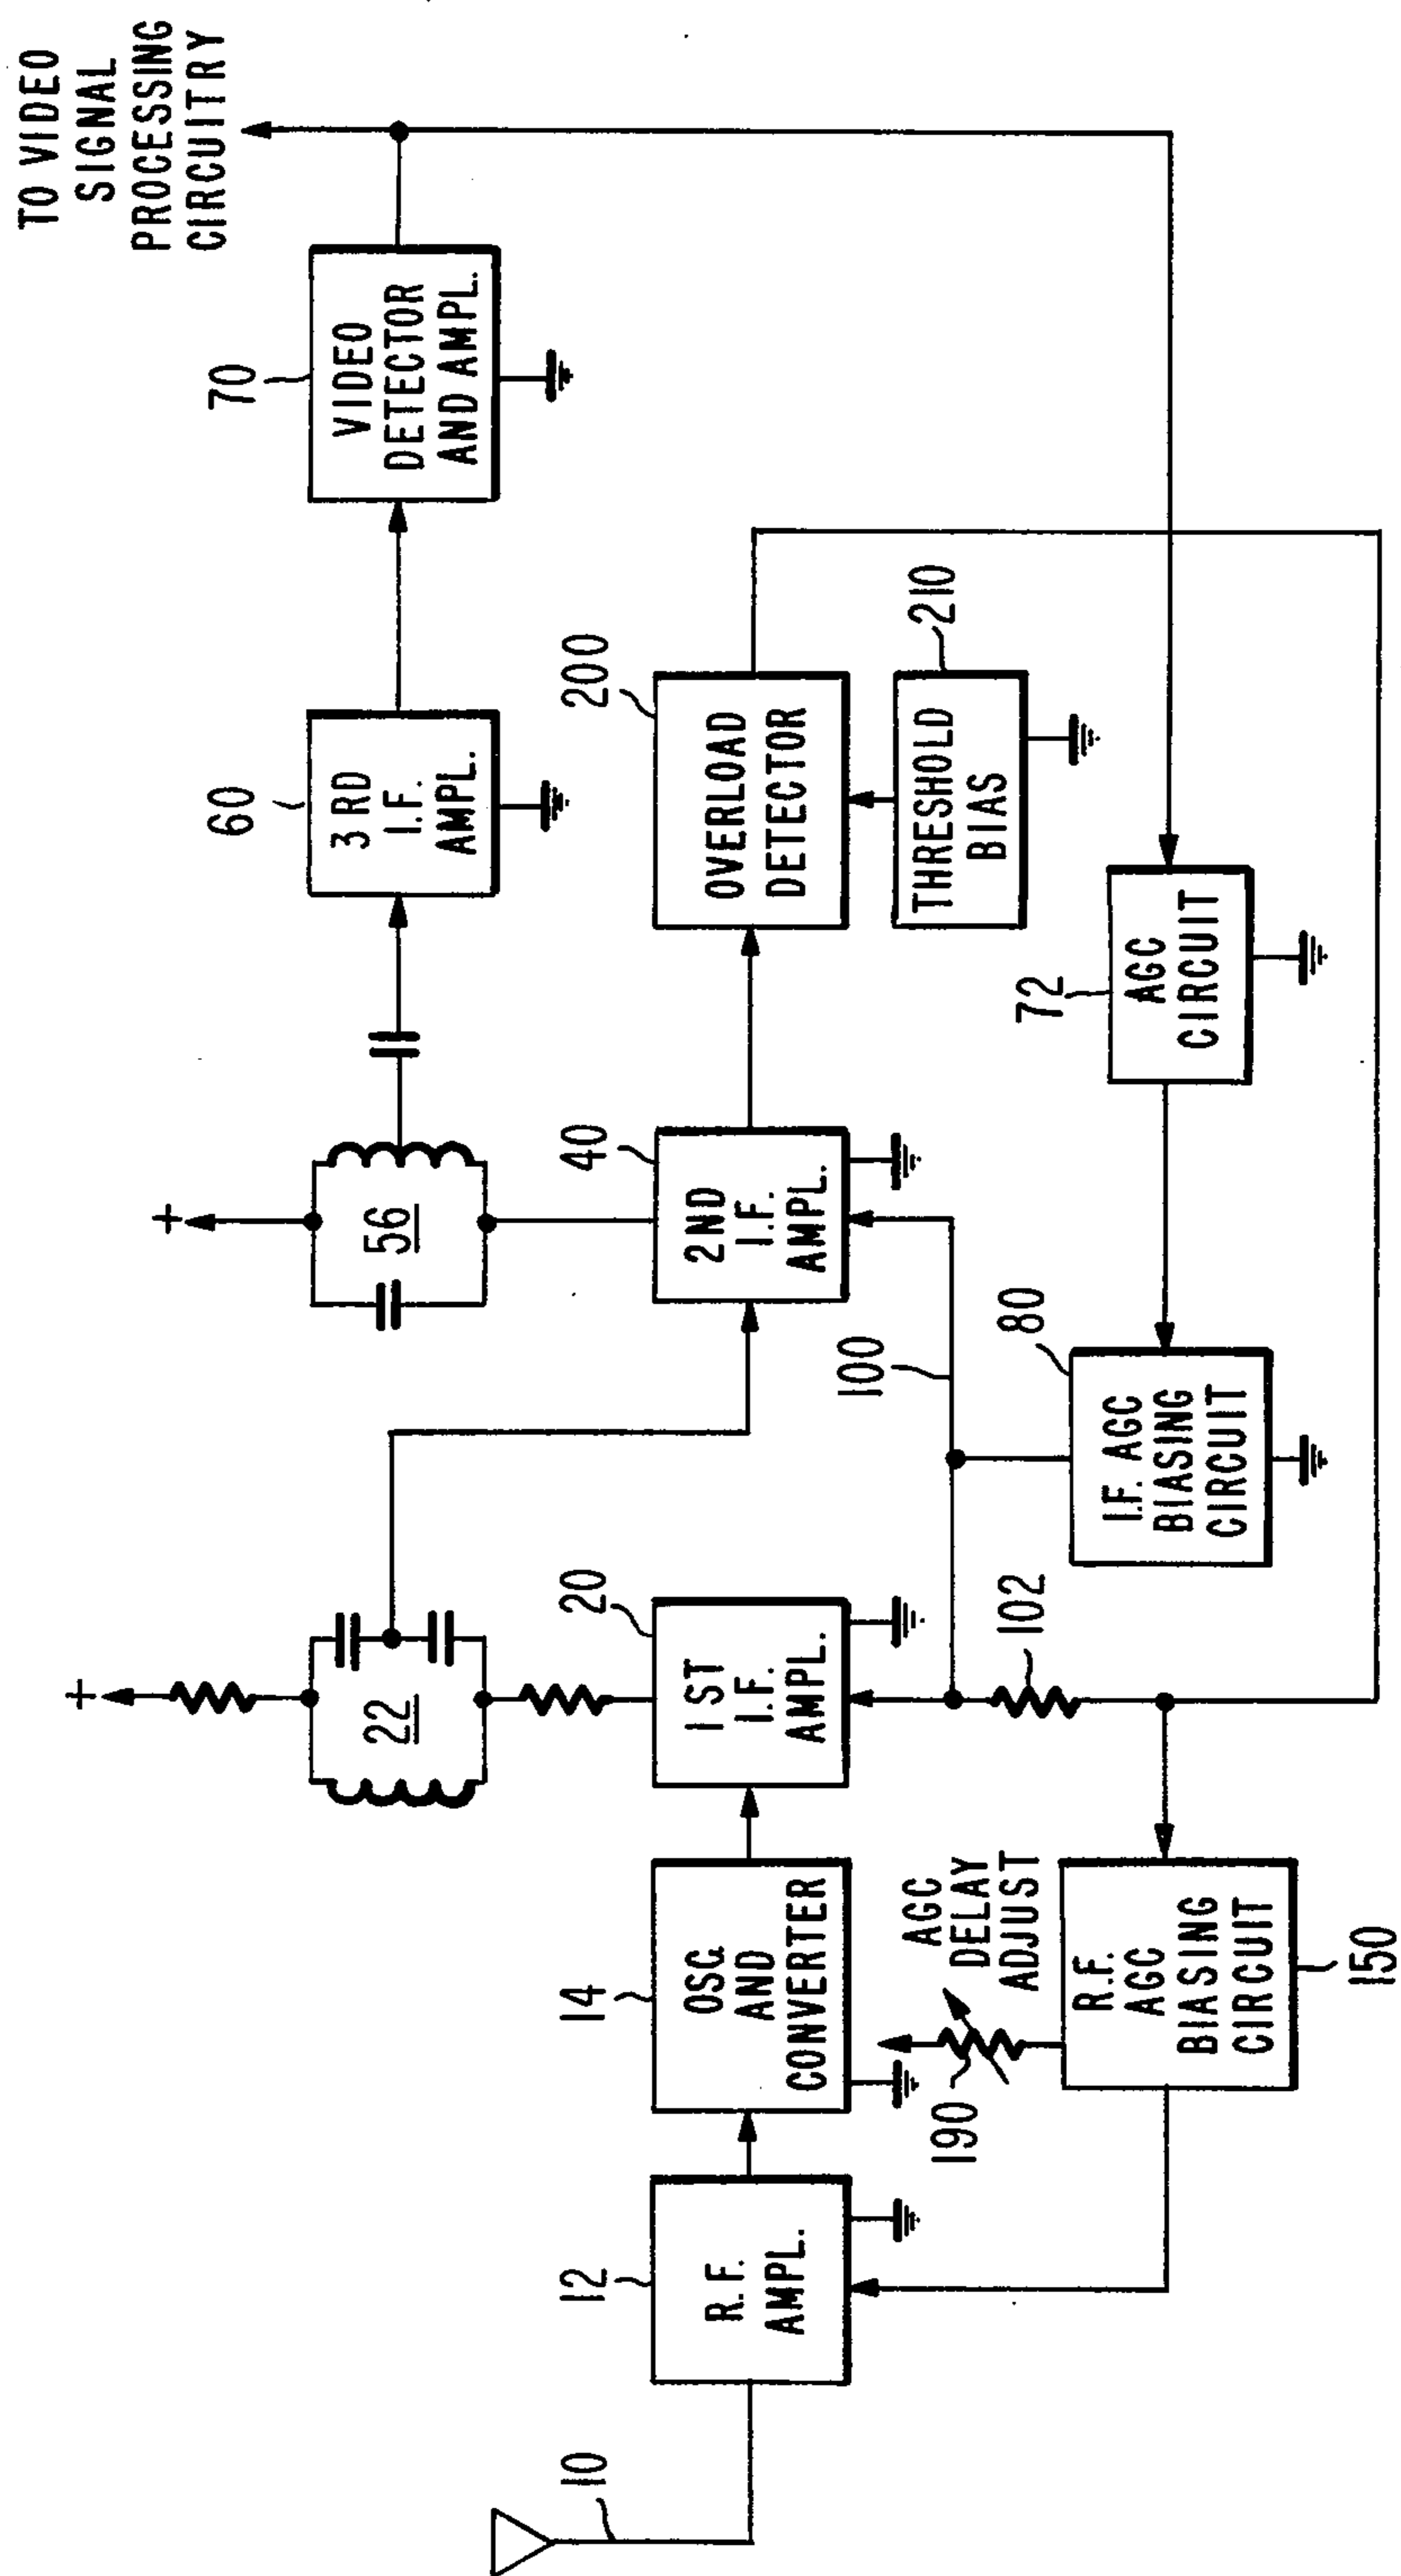 TO VIDEO
SIGNAL
PROCESSING
CIRCUITRY
+
+
22
56
60
3 RD
I.F.
AMPL.
70
VIDEO
DETECTOR
AND AMPL.
10
12
R.F.
AMPL.
14
OSC.
AND
CONVERTER
20
1 ST
I.F.
AMPL.
40
2ND
I.F.
AMPL.
200
OVERLOAD
DETECTOR
190
AGC
DELAY
ADJUST
102
100
THRESHOLD
BIAS
210
R.F.
AGC
BIASING
CIRCUIT
150
80
I.F. AGC
BIASING
CIRCUIT
72
AGC
CIRCUIT